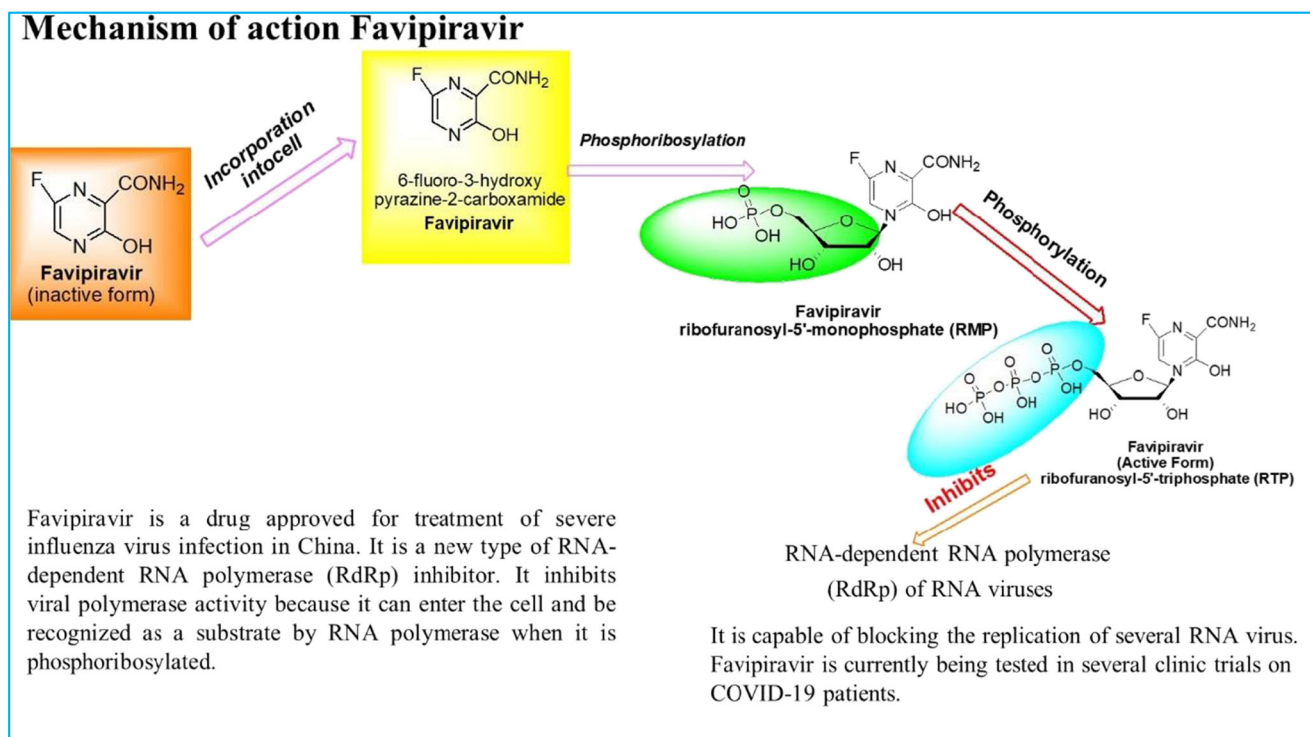 Mechanism of action Favipiravir
F
N
CONH2
N
OH
Favipiravir
(inactive form)
Incorporation
intocell
F
N
CONH2
N
OH
6-fluoro-3-hydroxy
pyrazine-2-carboxamide
Favipiravir
Phosphoribosylation
F
N
CONH2
N
OH
O
HO
P
O
OH
O
HO
OH
Favipiravir
ribofuranosyl-5'-monophosphate (RMP)
Phosphorylation
F
N
CONH2
N
OH
O
O
O
HO
P
O
P
O
P
O
OH
OH
OH
O
HO
OH
Favipiravir
(Active Form)
ribofuranosyl-5'-triphosphate (RTP)
Inhibits
RNA-dependent RNA polymerase
(RdRp) of RNA viruses
Favipiravir is a drug approved for treatment of severe
influenza virus infection in China. It is a new type of RNA-
dependent RNA polymerase (RdRp) inhibitor. It inhibits
viral polymerase activity because it can enter the cell and be
recognized as a substrate by RNA polymerase when it is
phosphoribosylated.
It is capable of blocking the replication of several RNA virus.
Favipiravir is currently being tested in several clinic trials on
COVID-19 patients.